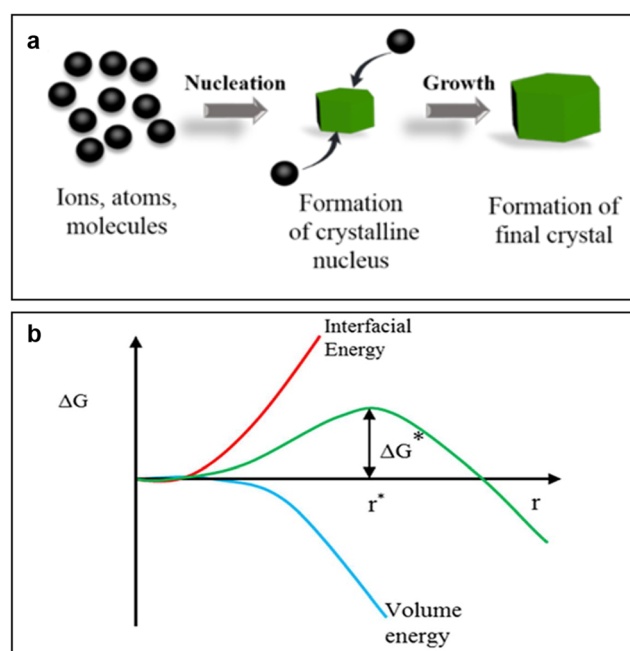 a
Nucleation
Growth
Ions, atoms,
molecules
Formation
of crystalline
nucleus
Formation of
final crystal
b
Interfacial
Energy
ΔG
ΔG*
r*
r
Volume
energy